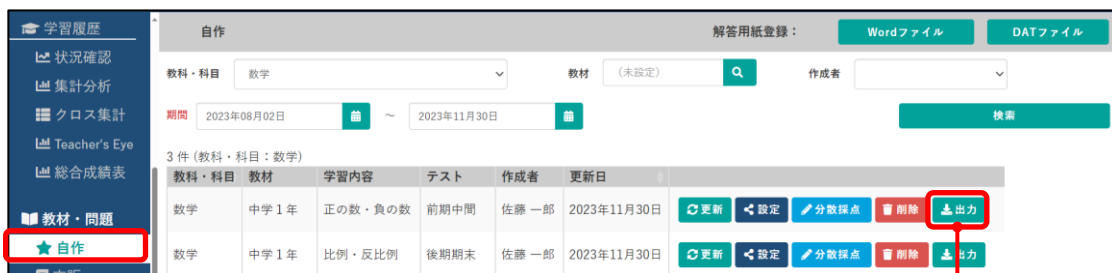 学習履歴
状況確認
集計分析
クロス集計
Teacher's Eye
総合成績表
教材・問題
自作
自作
解答用紙登録：
Wordファイル
DATファイル
教科・科目
数学
教材
(未設定)
作成者
期間
2023年08月02日
～
2023年11月30日
検索
3 件 (教科・科目：数学)
教科・科目 教材 学習内容 テスト 作成者 更新日
数学 中学１年 正の数・負の数 前期中間 佐藤 一郎 2023年11月30日 更新 設定 分散採点 削除 出力
数学 中学１年 比例・反比例 後期期末 佐藤 一郎 2023年11月30日 更新 設定 分散採点 削除 出力